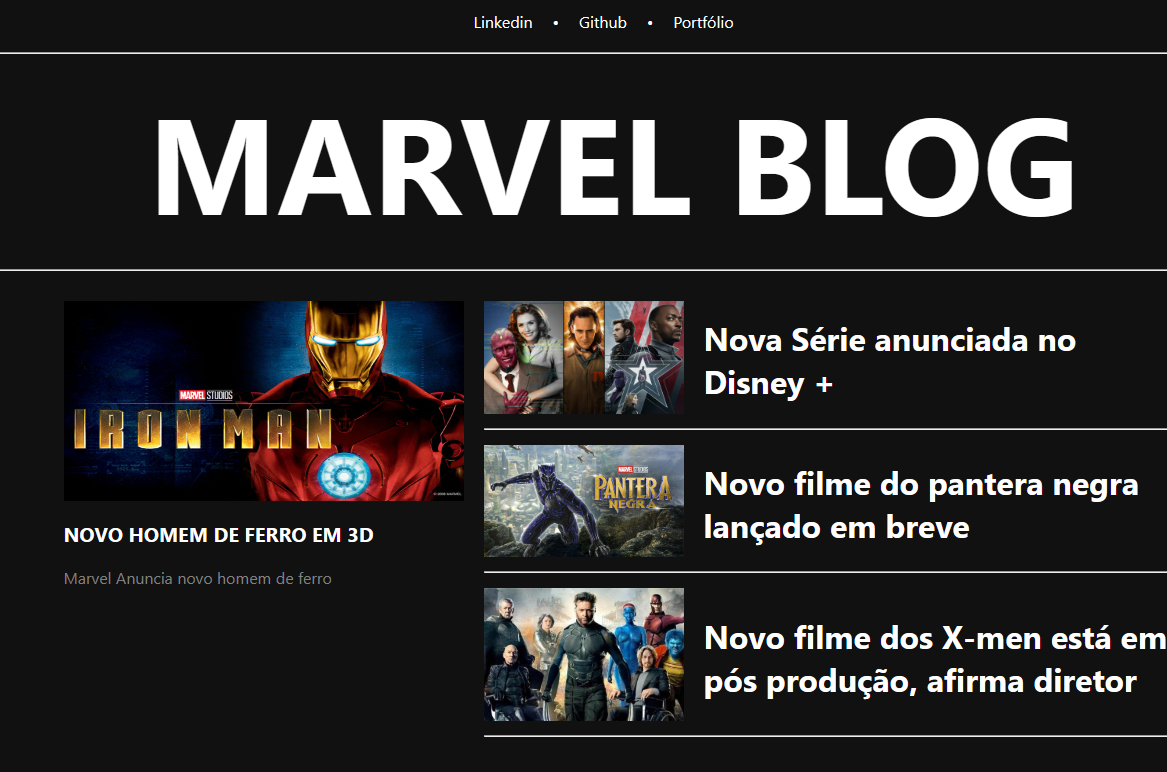 Linkedin • Github • Portfólio
MARVEL BLOG
MARVEL STUDIOS
IRON MAN
© 2008 MARVEL
NOVO HOMEM DE FERRO EM 3D
Marvel Anuncia novo homem de ferro
Nova Série anunciada no
Disney +
MARVEL STUDIOS
PANTERA
NEGRA
Novo filme do pantera negra
lançado em breve
Novo filme dos X-men está em
pós produção, afirma diretor